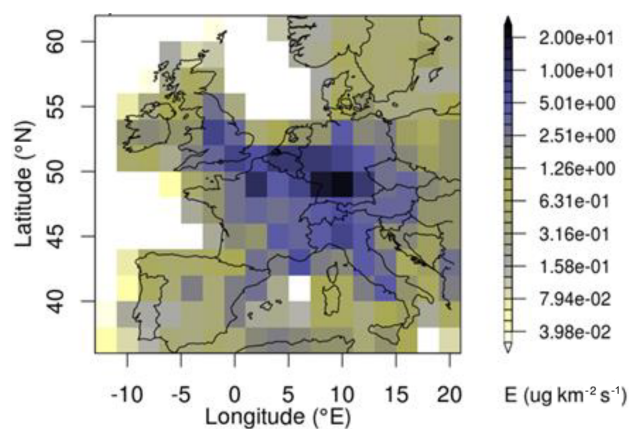 60
55
50
45
40
Latitude (°N)
-10 -5 0 5 10 15 20
Longitude (°E)
2.00e+01
1.00e+01
5.01e+00
2.51e+00
1.26e+00
6.31e-01
3.16e-01
1.58e-01
7.94e-02
3.98e-02
E (ug km⁻² s⁻¹)